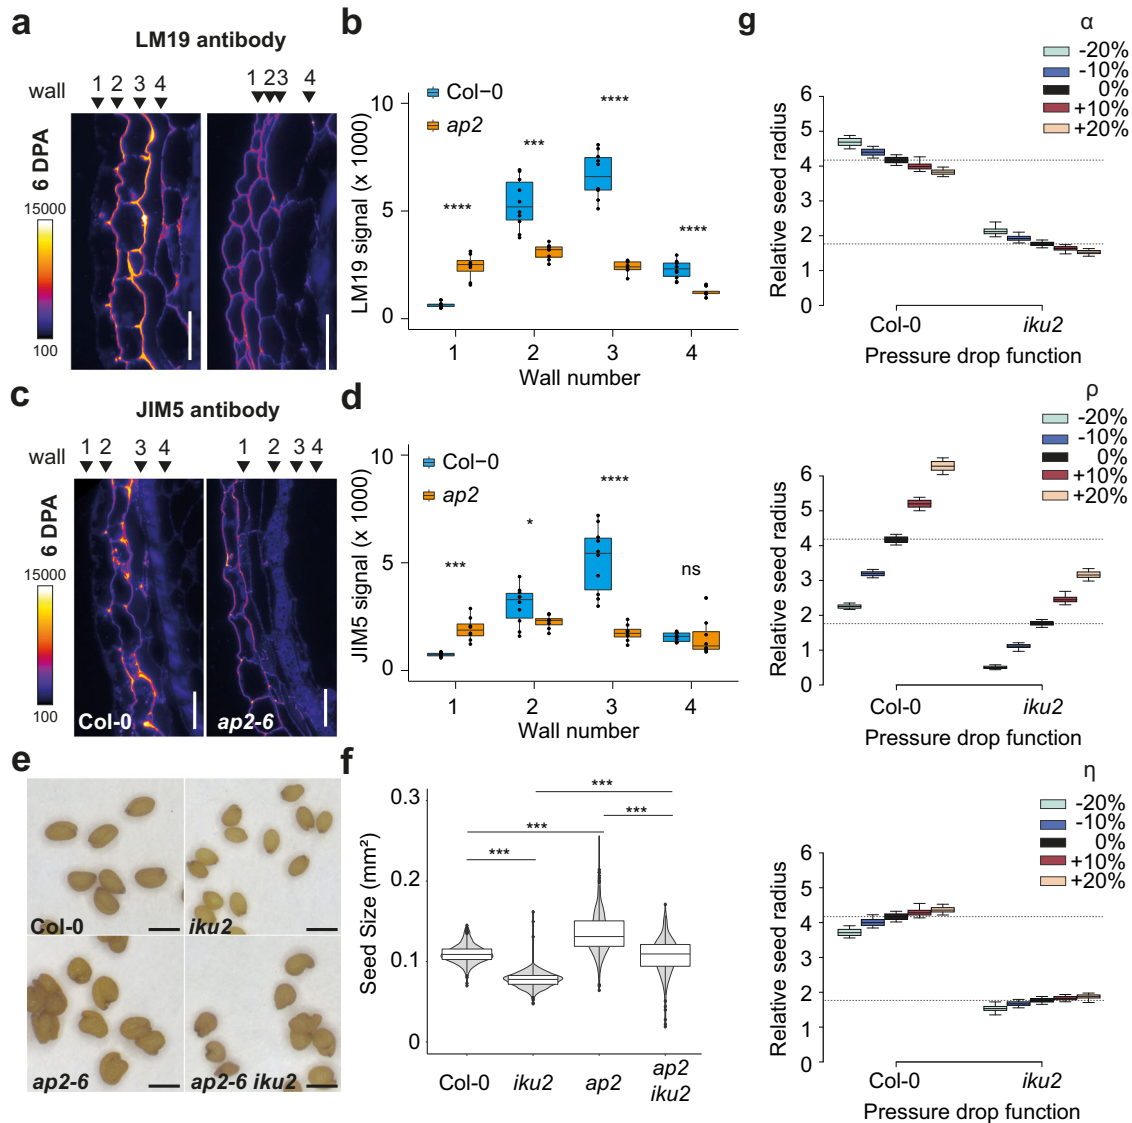 a
LM19 antibody
wall
1 2 3 4
1 2 3 4
6 DPA
15000
100
b
Col-0
ap2
LM19 signal (x 1000)
10
5
0
****
***
****
****
1 2 3 4
Wall number
c
JIM5 antibody
wall
1 2 3 4
1 2 3 4
6 DPA
15000
100
Col-0
ap2-6
d
Col-0
ap2
JIM5 signal (x 1000)
10
5
0
***
*
****
ns
1 2 3 4
Wall number
e
Col-0
iku2
ap2-6
ap2-6 iku2
f
Seed Size (mm²)
0.3
0.2
0.1
0
***
***
***
***
Col-0 iku2 ap2 ap2 iku2
g
α
-20%
-10%
0%
+10%
+20%
Relative seed radius
6
5
4
3
2
1
0
Col-0 iku2
Pressure drop function
ρ
-20%
-10%
0%
+10%
+20%
Relative seed radius
6
5
4
3
2
1
0
Col-0 iku2
Pressure drop function
η
-20%
-10%
0%
+10%
+20%
Relative seed radius
6
5
4
3
2
1
0
Col-0 iku2
Pressure drop function